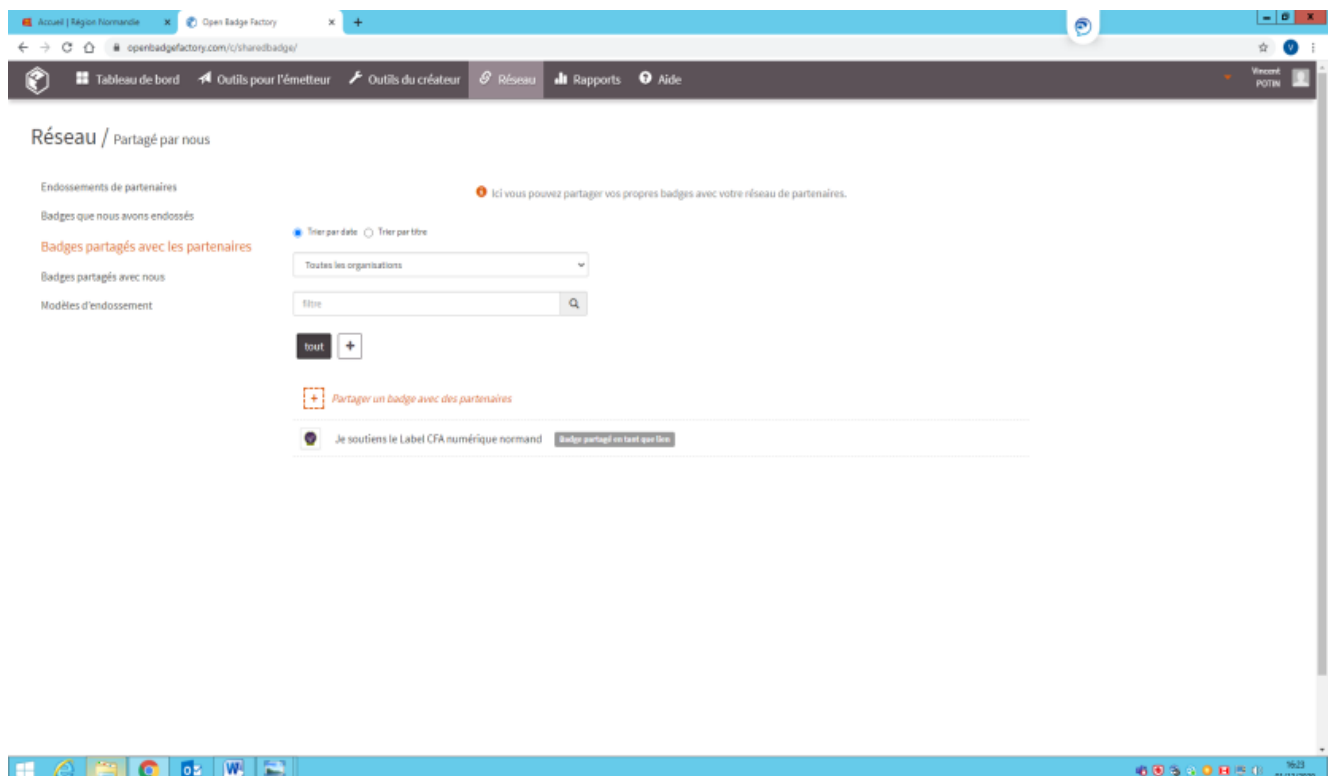 Accueil | Région Normandie
Open Badge Factory
openbadgefactory.com/c/sharedbadge/
V
Tableau de bord
Outils pour l'émetteur
Outils du créateur
Réseau
Rapports
Aide
Vincent
POTIN
Réseau / Partagé par nous
Endossements de partenaires
Badges que nous avons endossés
Badges partagés avec les partenaires
Badges partagés avec nous
Modèles d'endossement
Ici vous pouvez partager vos propres badges avec votre réseau de partenaires.
Trier par date Trier par titre
Toutes les organisations
filtre
tout +
Partager un badge avec des partenaires
Je soutiens le Label CFA numérique normand Badge partagé en tant que lien
16:23